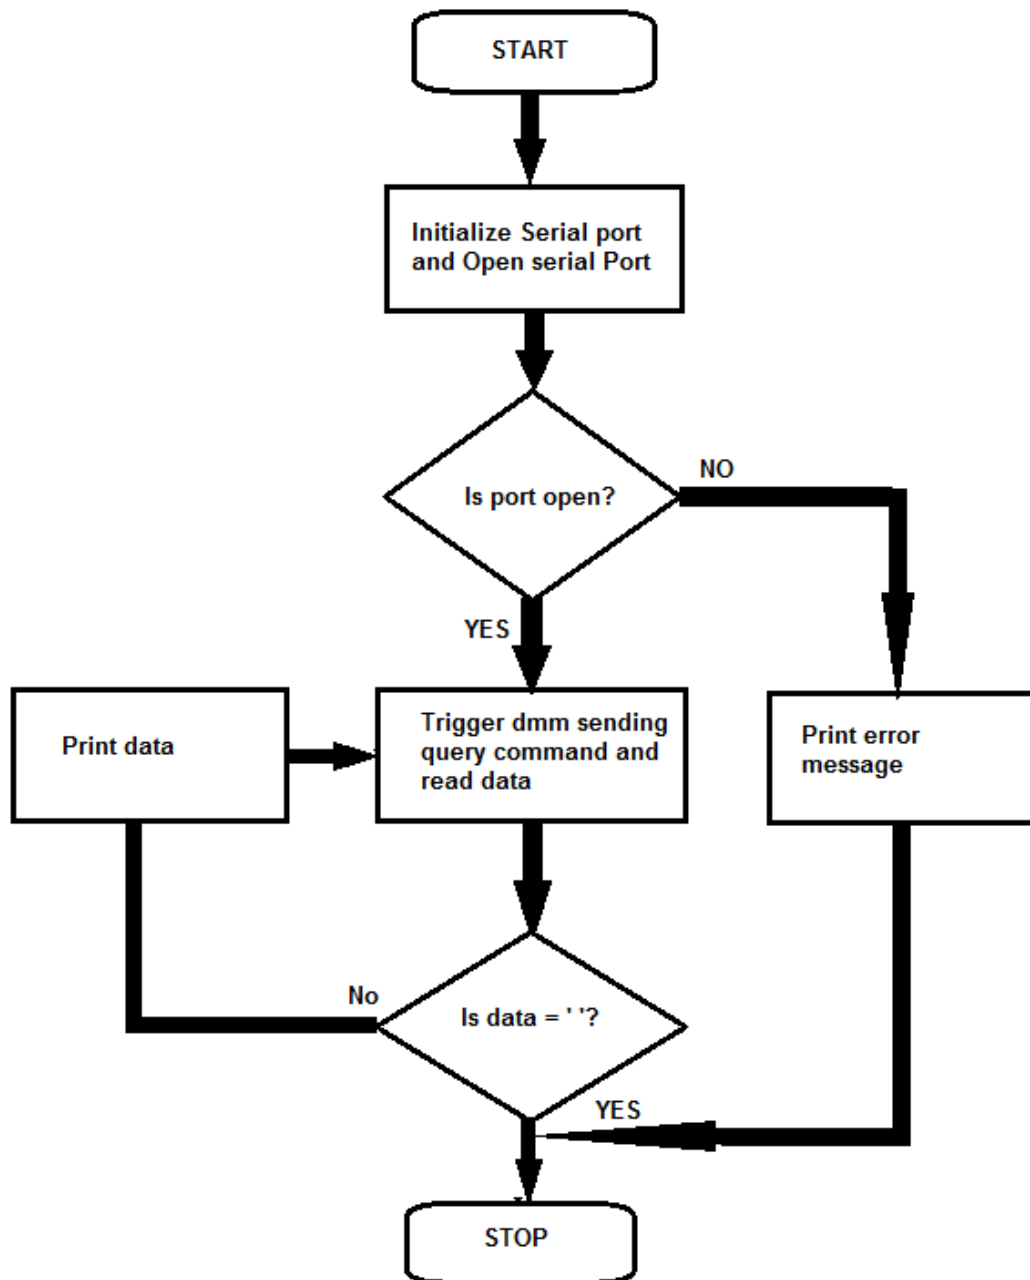 START
Initialize Serial port
and Open serial Port
Is port open?
NO
YES
Print data
Trigger dmm sending
query command and
read data
Print error
message
No
Is data = ' '?
YES
STOP